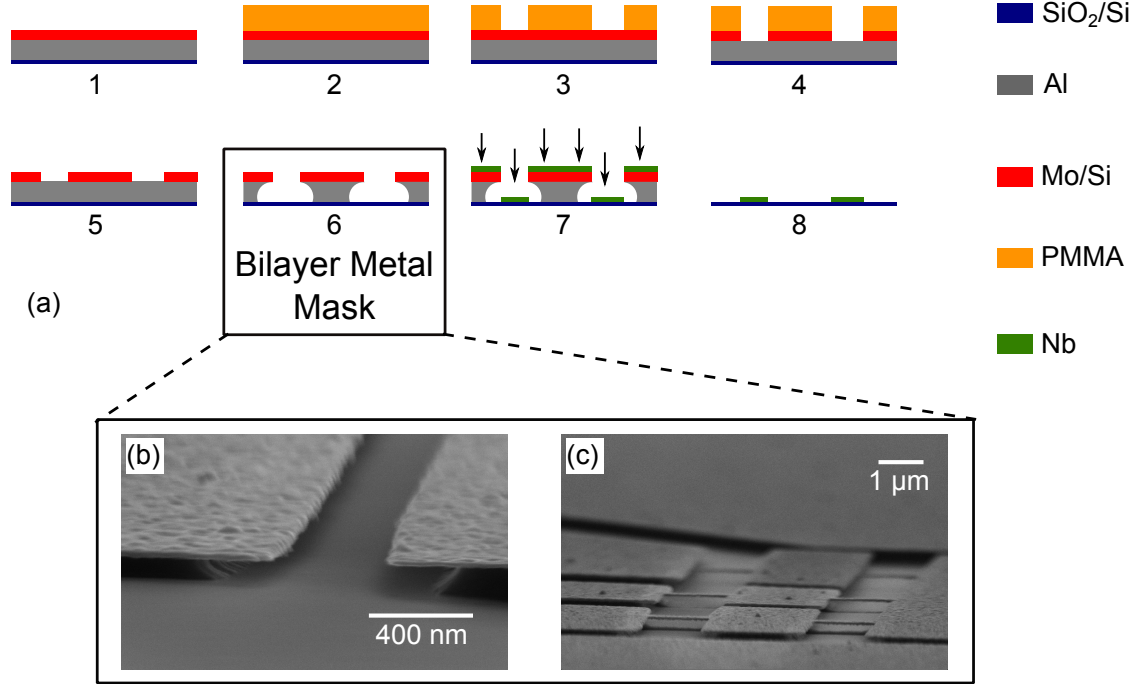 1
2
3
4
SiO₂/Si
Al
Mo/Si
PMMA
Nb
5
6
7
8
Bilayer Metal
Mask
(a)
(b)
400 nm
(c)
1 μm